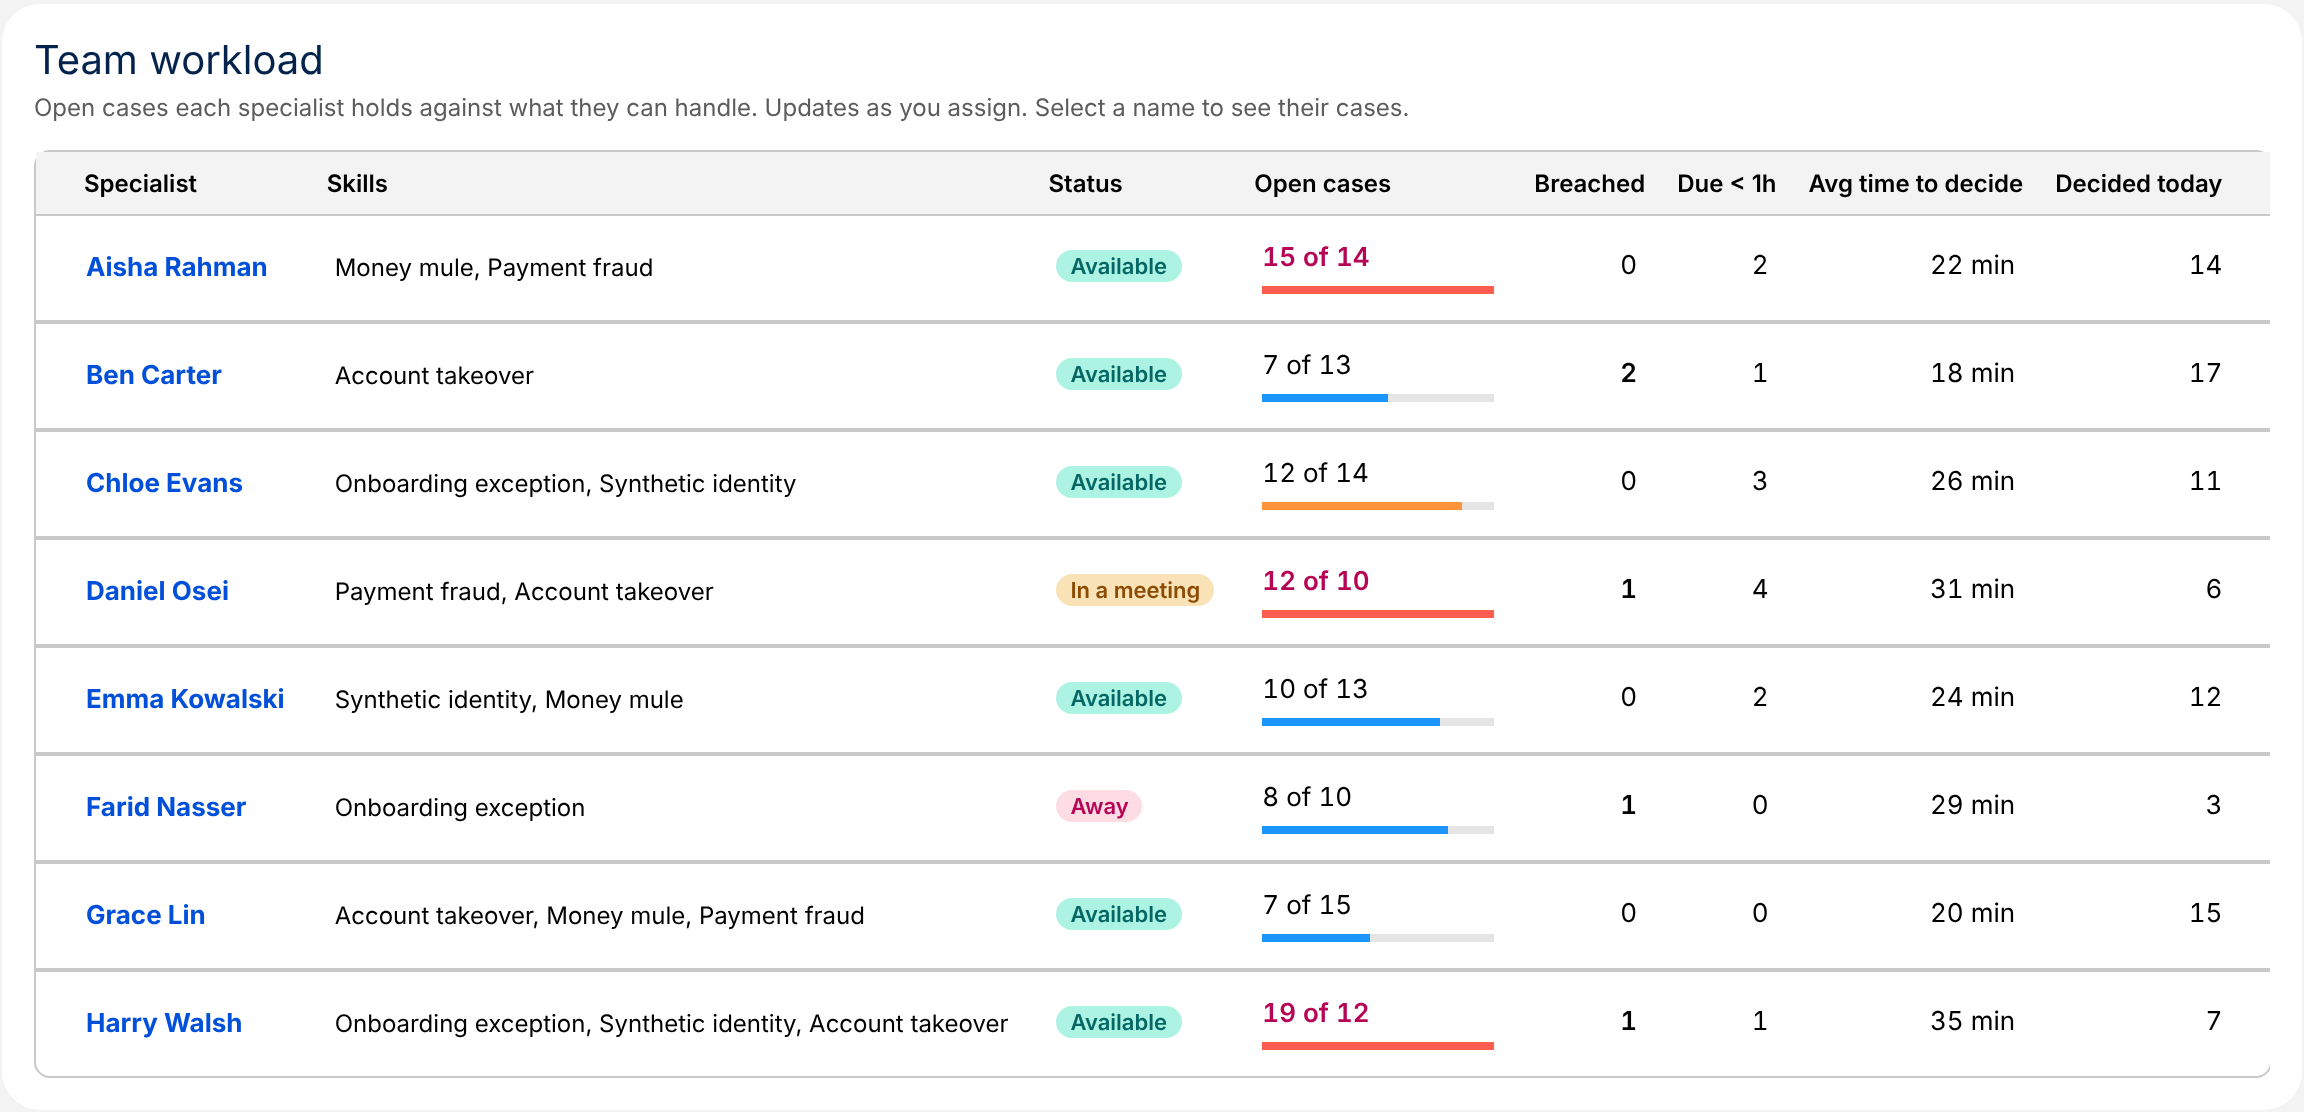 Team workload
Open cases each specialist holds against what they can handle. Updates as you assign. Select a name to see their cases.
Specialist Skills Status Open cases Breached Due < 1h Avg time to decide Decided today
Aisha Rahman Money mule, Payment fraud Available 15 of 14 0 2 22 min 14
Ben Carter Account takeover Available 7 of 13 2 1 18 min 17
Chloe Evans Onboarding exception, Synthetic identity Available 12 of 14 0 3 26 min 11
Daniel Osei Payment fraud, Account takeover In a meeting 12 of 10 1 4 31 min 6
Emma Kowalski Synthetic identity, Money mule Available 10 of 13 0 2 24 min 12
Farid Nasser Onboarding exception Away 8 of 10 1 0 29 min 3
Grace Lin Account takeover, Money mule, Payment fraud Available 7 of 15 0 0 20 min 15
Harry Walsh Onboarding exception, Synthetic identity, Account takeover Available 19 of 12 1 1 35 min 7